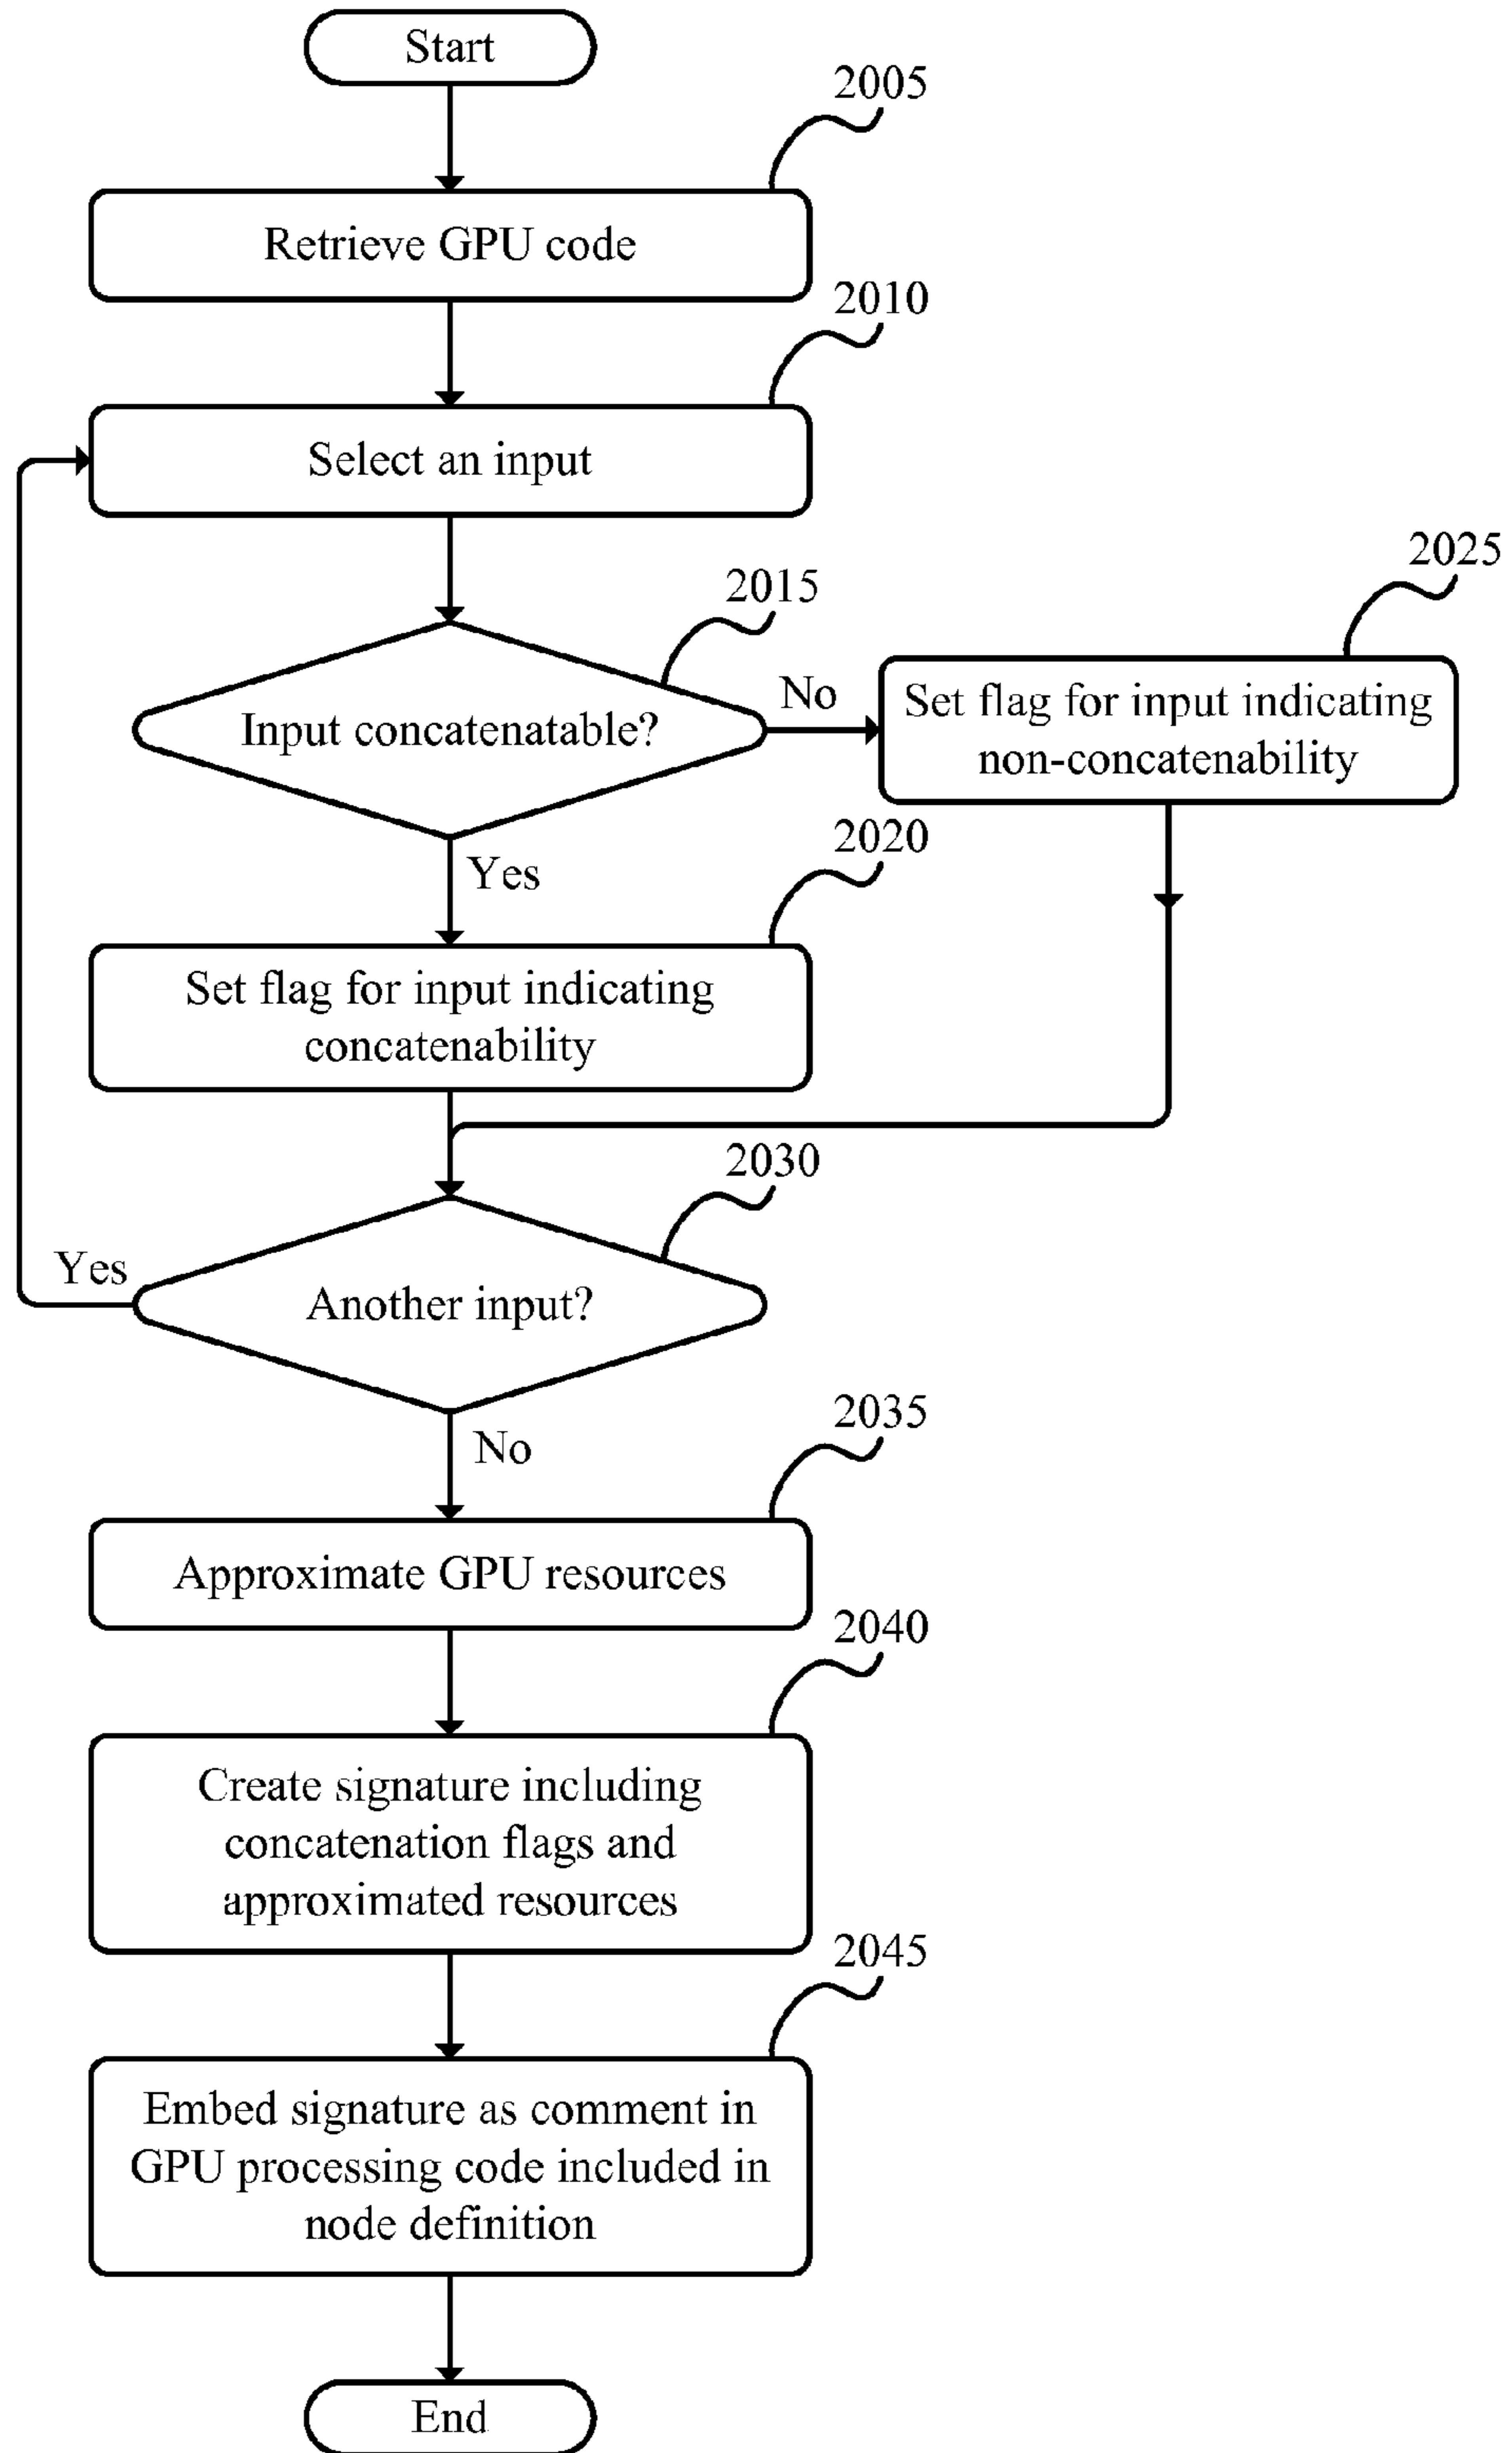 Start
2005
Retrieve GPU code
2010
Select an input
2015
Input concatenatable?
No
2025
Set flag for input indicating
non-concatenability
Yes
2020
Set flag for input indicating
concatenability
2030
Another input?
Yes
No
2035
Approximate GPU resources
2040
Create signature including
concatenation flags and
approximated resources
2045
Embed signature as comment in
GPU processing code included in
node definition
End